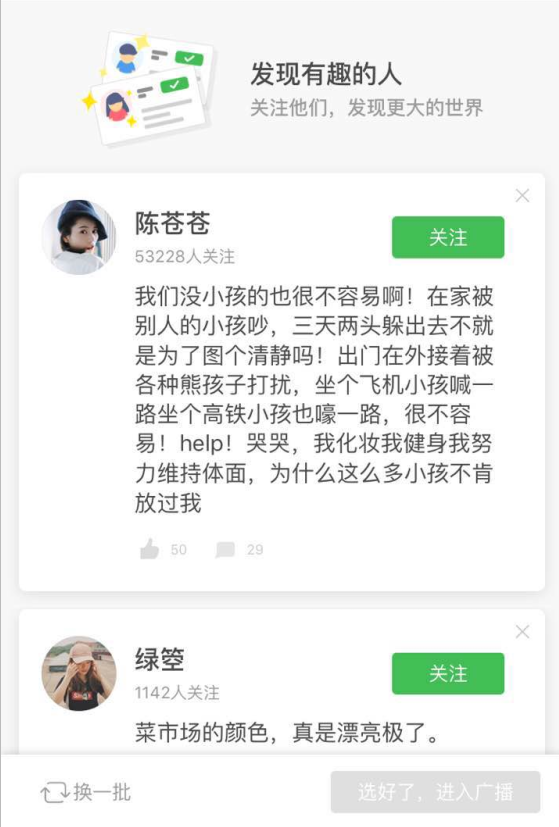 发现有趣的人
关注他们，发现更大的世界
陈苍苍
关注
53228人关注
我们没小孩的也很不容易啊！在家被
别人的小孩吵，三天两头躲出去不就
是为了图个清静吗！出门在外接着被
各种熊孩子打扰，坐个飞机小孩喊一
路坐个高铁小孩也嚎一路，很不容
易！help！哭哭，我化妆我健身我努
力维持体面，为什么这么多小孩不肯
放过我
50 29
绿箜
关注
1142人关注
菜市场的颜色，真是漂亮极了。
换一批
选好了，进入广播